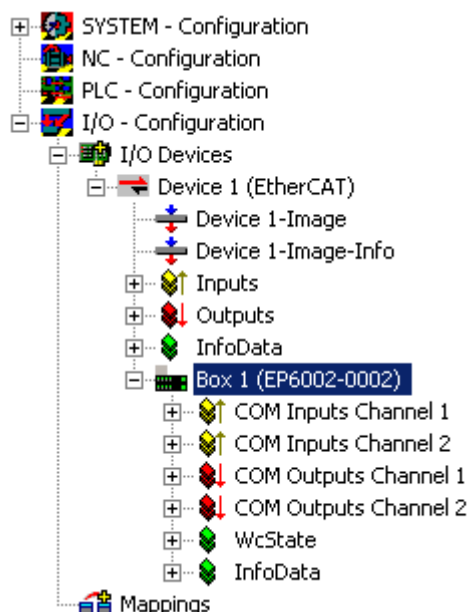 SYSTEM - Configuration
NC - Configuration
PLC - Configuration
I/O - Configuration
I/O Devices
Device 1 (EtherCAT)
Device 1-Image
Device 1-Image-Info
Inputs
Outputs
InfoData
Box 1 (EP6002-0002)
COM Inputs Channel 1
COM Inputs Channel 2
COM Outputs Channel 1
COM Outputs Channel 2
WcState
InfoData
Mappings